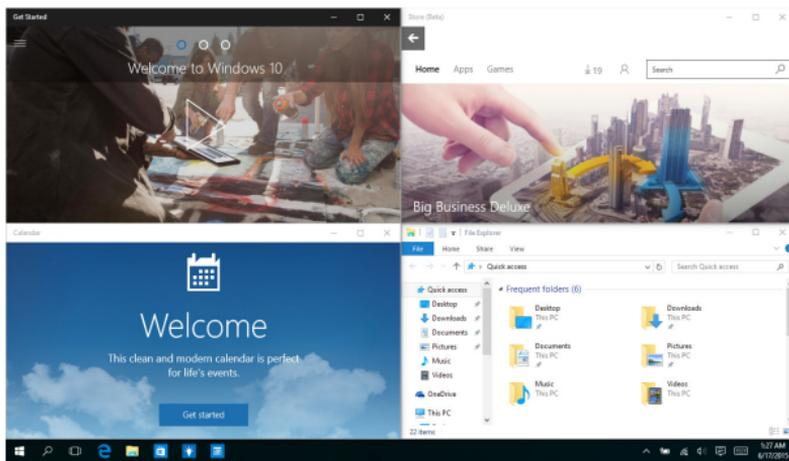 Get Started
Welcome to Windows 10
Store (Beta)
Home Apps Games
19
Search
Big Business Deluxe
Calendar
Welcome
This clean and modern calendar is perfect
for life's events.
Get started
File Explorer
File Home Share View
Quick access
Search Quick access
Quick access
Desktop
Downloads
Documents
Pictures
Music
Videos
OneDrive
This PC
22 items
Frequent folders (6)
Desktop
This PC
Downloads
This PC
Documents
This PC
Pictures
This PC
Music
This PC
Videos
This PC
5:27 AM
6/17/2015